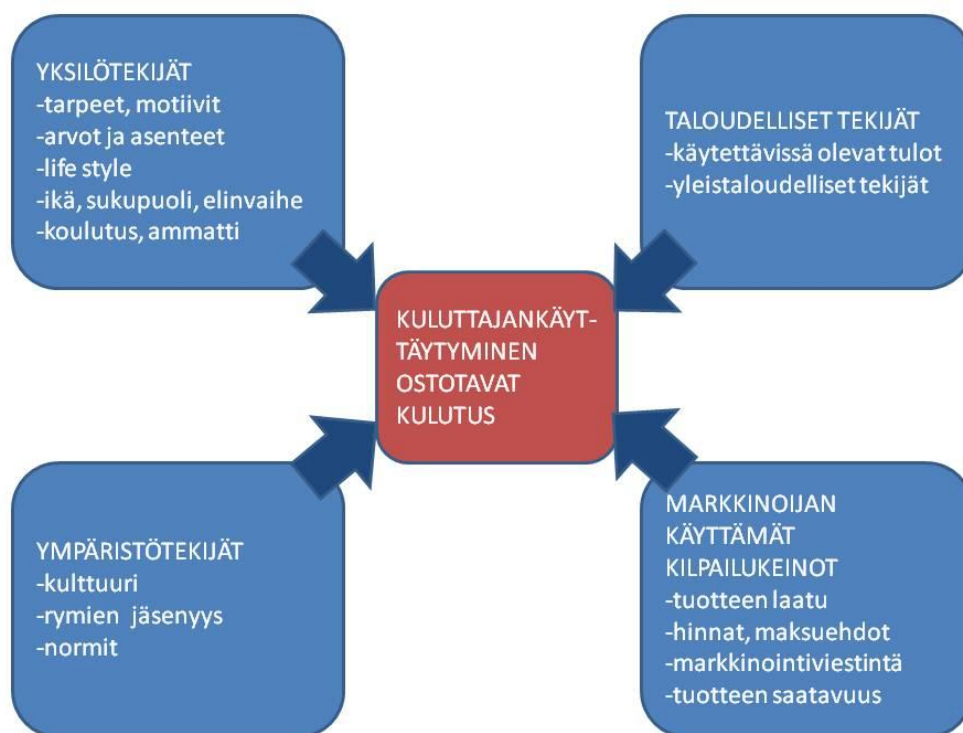 YKSILÖTEKIJÄT
-tarpeet, motiivit
-arvot ja asenteet
-life style
-ikä, sukupuoli, elinvaihe
-koulutus, ammatti
TALOUDELLISET TEKIJÄT
-käytettävissä olevat tulot
-yleistaloudelliset tekijät
KULUTTAJANKÄYT-
TÄYTYMINEN
OSTOTAVAT
KULUTUS
YMPÄRISTÖTEKIJÄT
-kulttuuri
-rymien jäsenyys
-normit
MARKKINOIJAN
KÄYTTÄMÄT
KILPAILUKEINOT
-tuotteen laatu
-hinnat, maksuehdot
-markkinointiviestintä
-tuotteen saatavuus